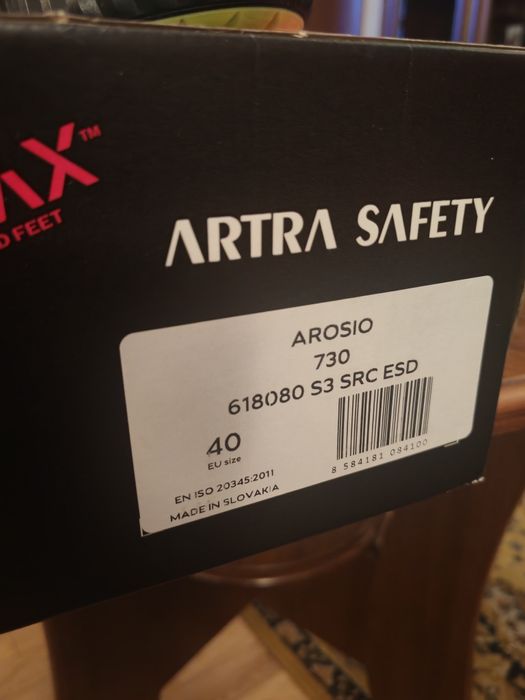 TM
D FEET
ARTRA SAFETY
AROSIO
730
618080 S3 SRC ESD
40
EU size
8 584181 084100
EN ISO 20345:2011
MADE IN SLOVAKIA